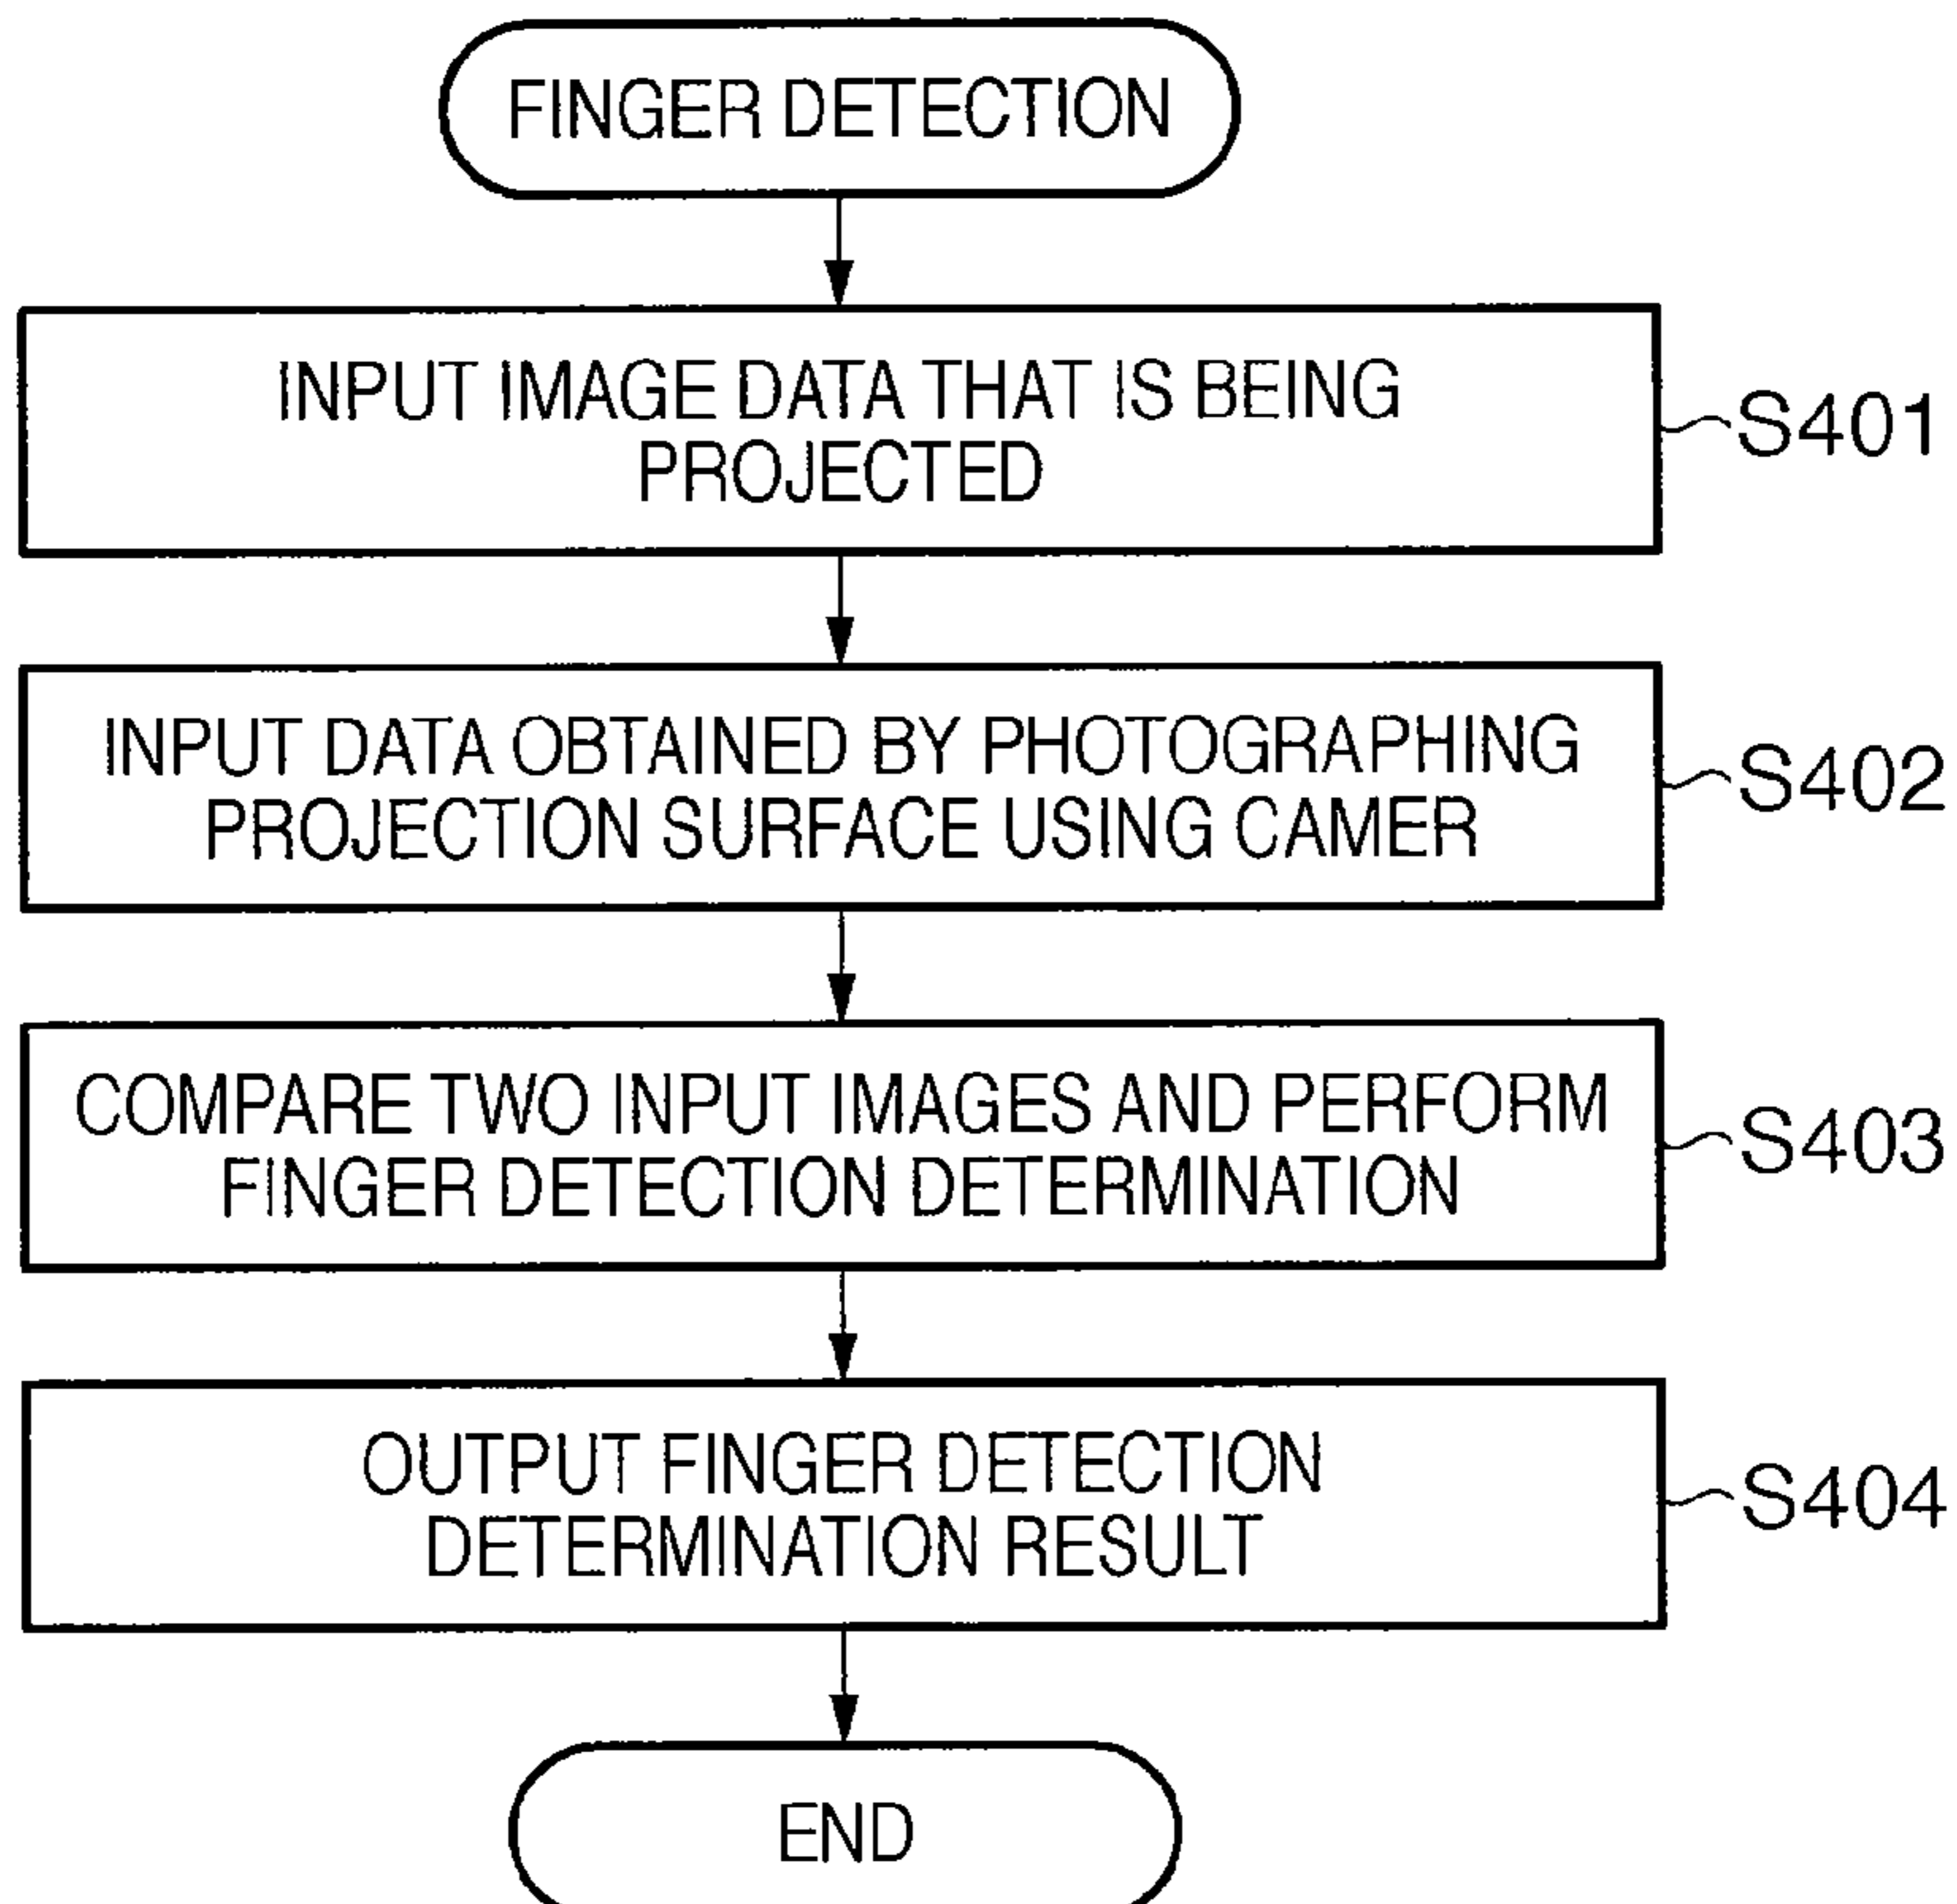 FINGER DETECTION
INPUT IMAGE DATA THAT IS BEING
PROJECTED
S401
INPUT DATA OBTAINED BY PHOTOGRAPHING
PROJECTION SURFACE USING CAMER
S402
COMPARE TWO INPUT IMAGES AND PERFORM
FINGER DETECTION DETERMINATION
S403
OUTPUT FINGER DETECTION
DETERMINATION RESULT
S404
END